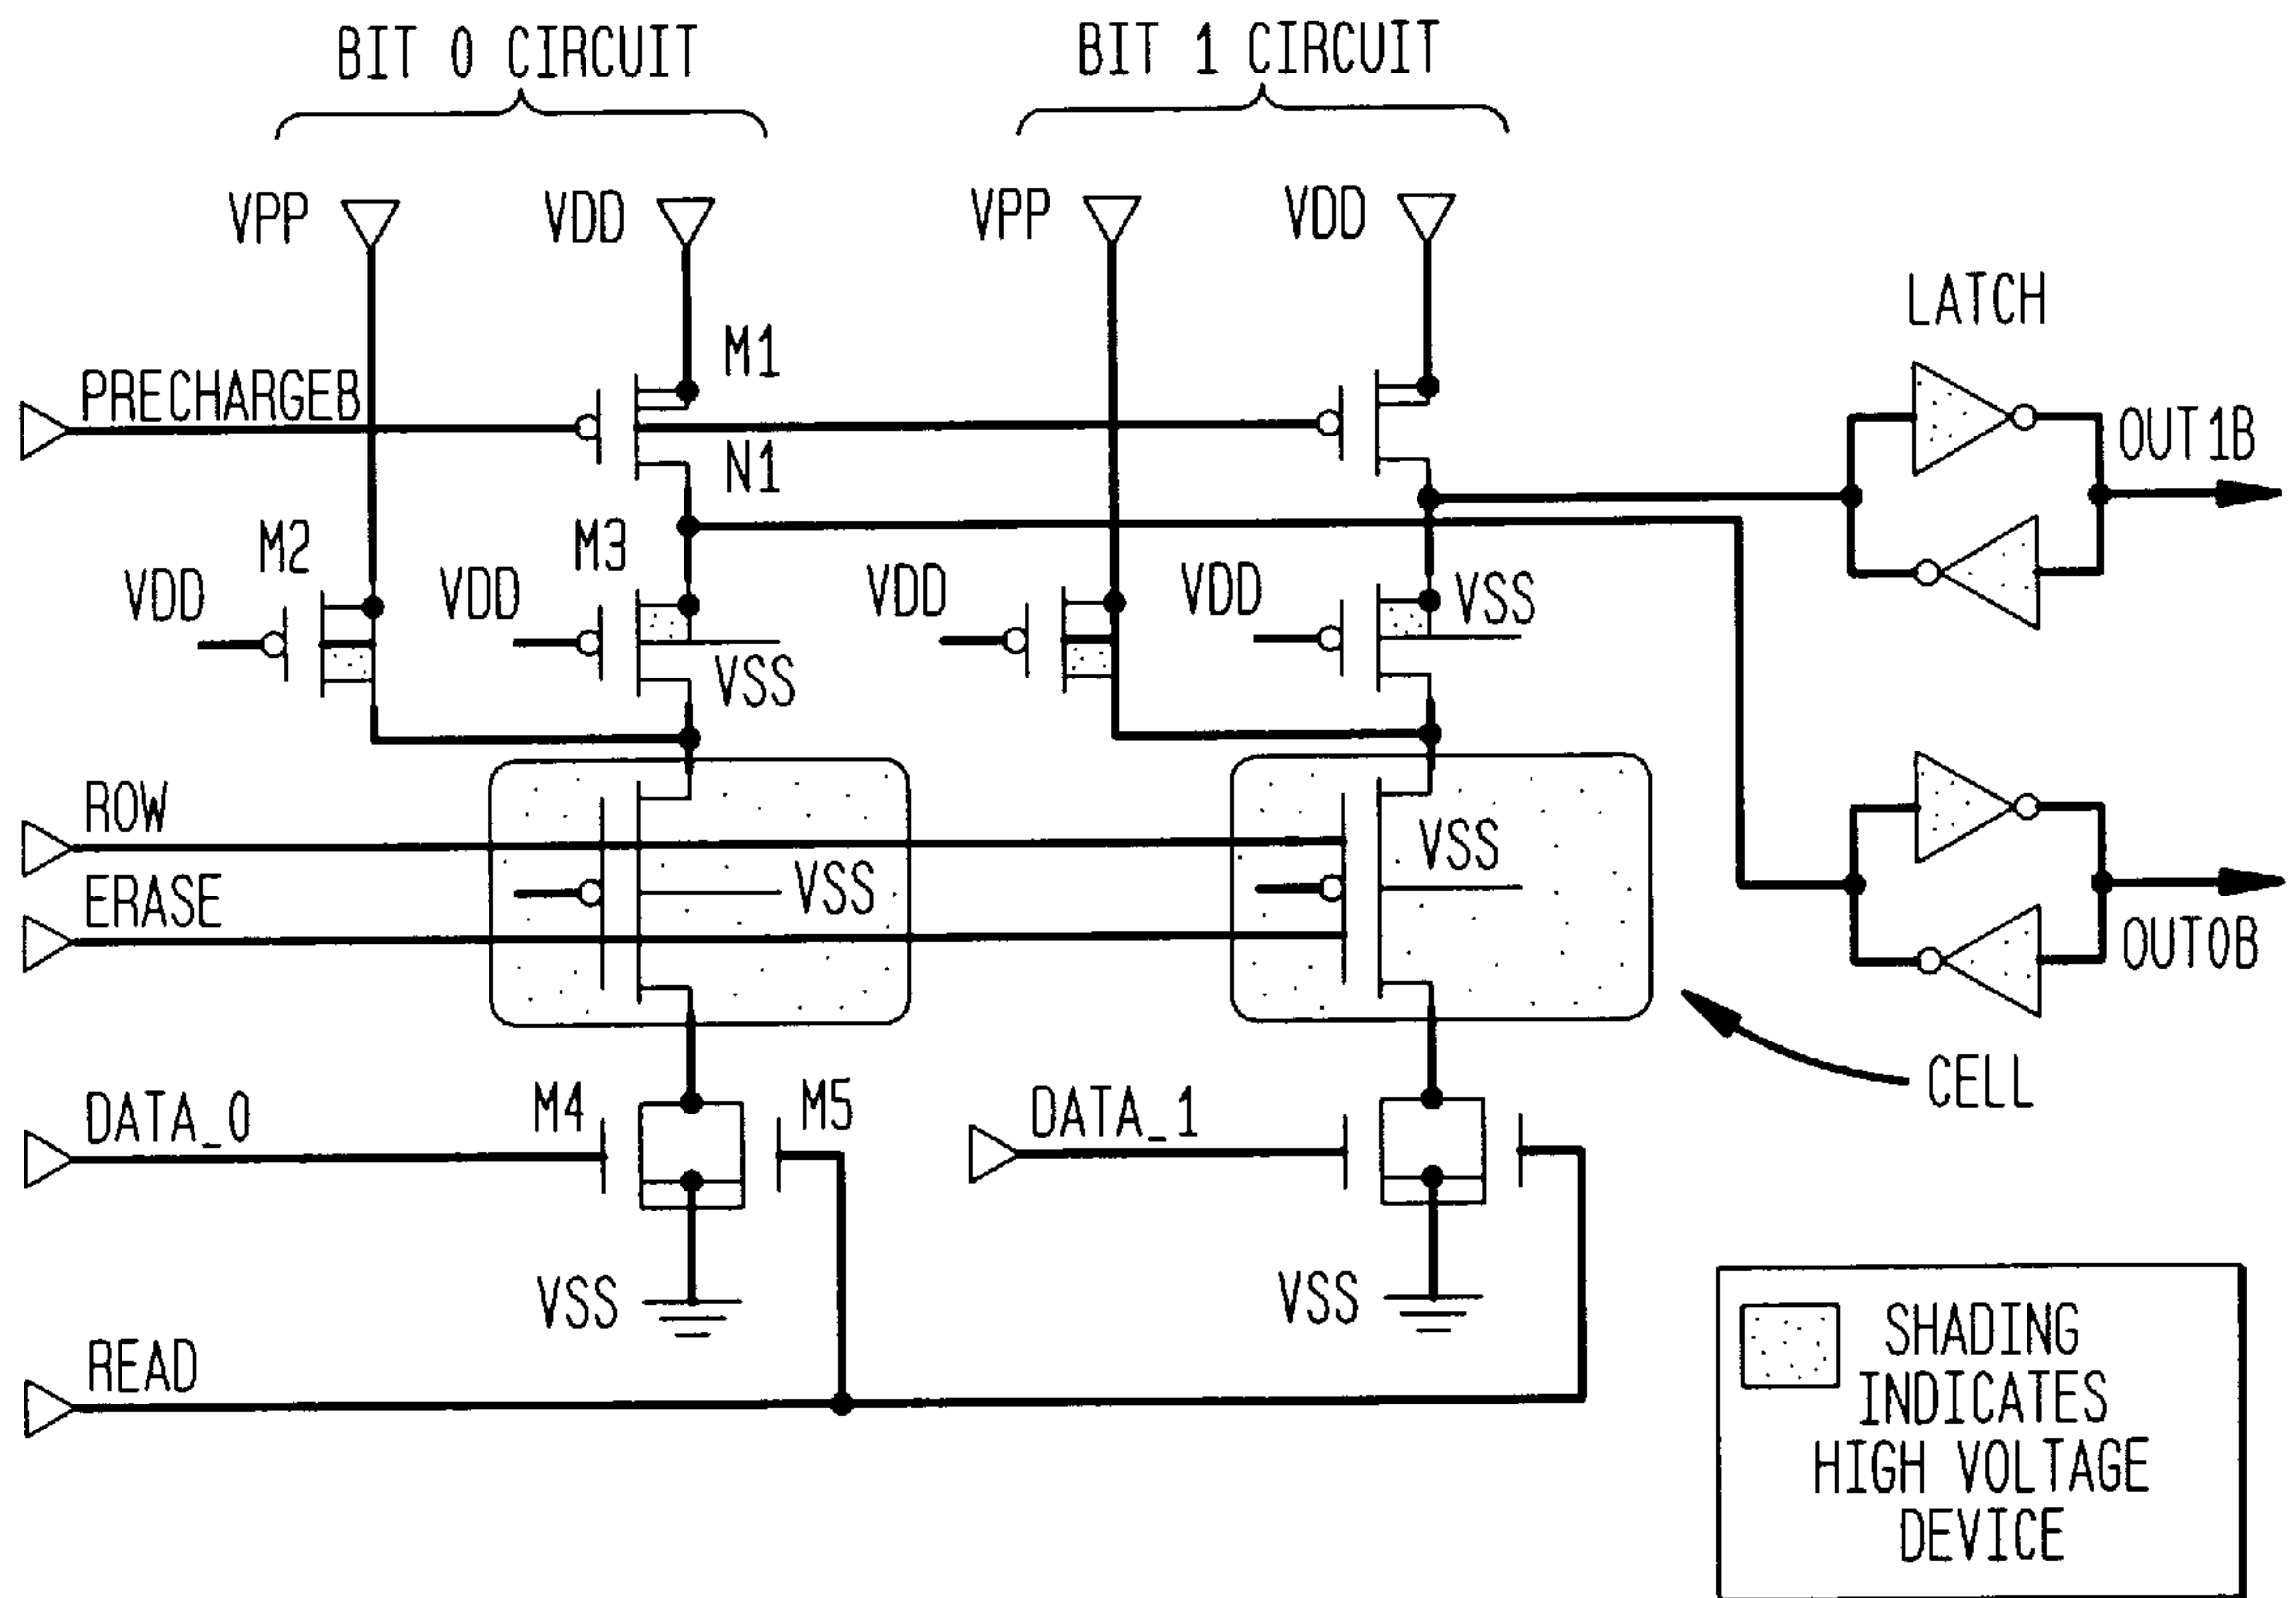 BIT 0 CIRCUIT
BIT 1 CIRCUIT
VPP
VDD
VPP
VDD
LATCH
M1
PRECHARGEB
N1
OUT1B
M2
M3
VDD
VDD
VDD
VDD
VSS
VSS
ROW
VSS
VSS
ERASE
OUT0B
CELL
DATA_0
M4
M5
DATA_1
VSS
VSS
READ
SHADING
INDICATES
HIGH VOLTAGE
DEVICE